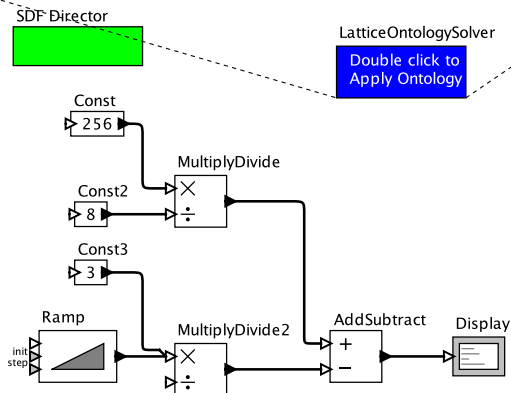 SDF Director
LatticeOntologySolver
Double click to
Apply Ontology
Const
256
MultiplyDivide
×
÷
Const2
8
Const3
3
Ramp
init
step
MultiplyDivide2
×
÷
AddSubtract
+
−
Display